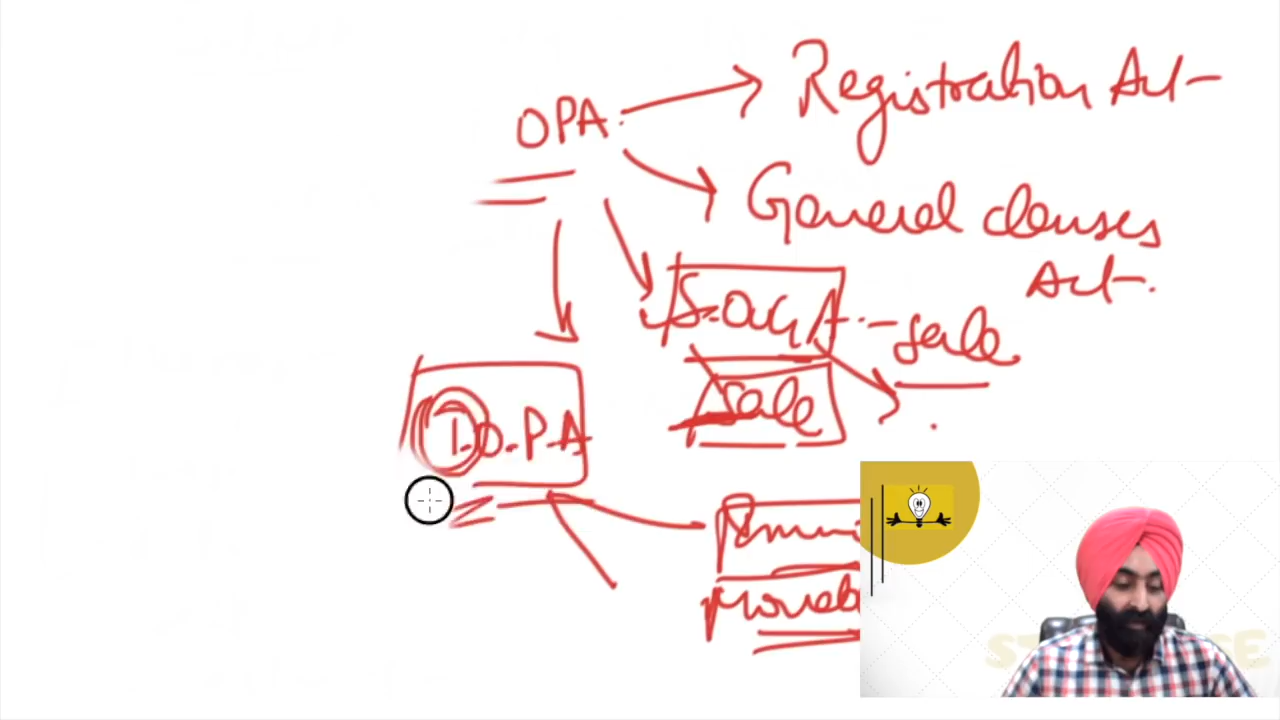 OPA. → Registration Act-
General clauses
Act-.
S.O.G.A. - sale
sale
I.O.P.A